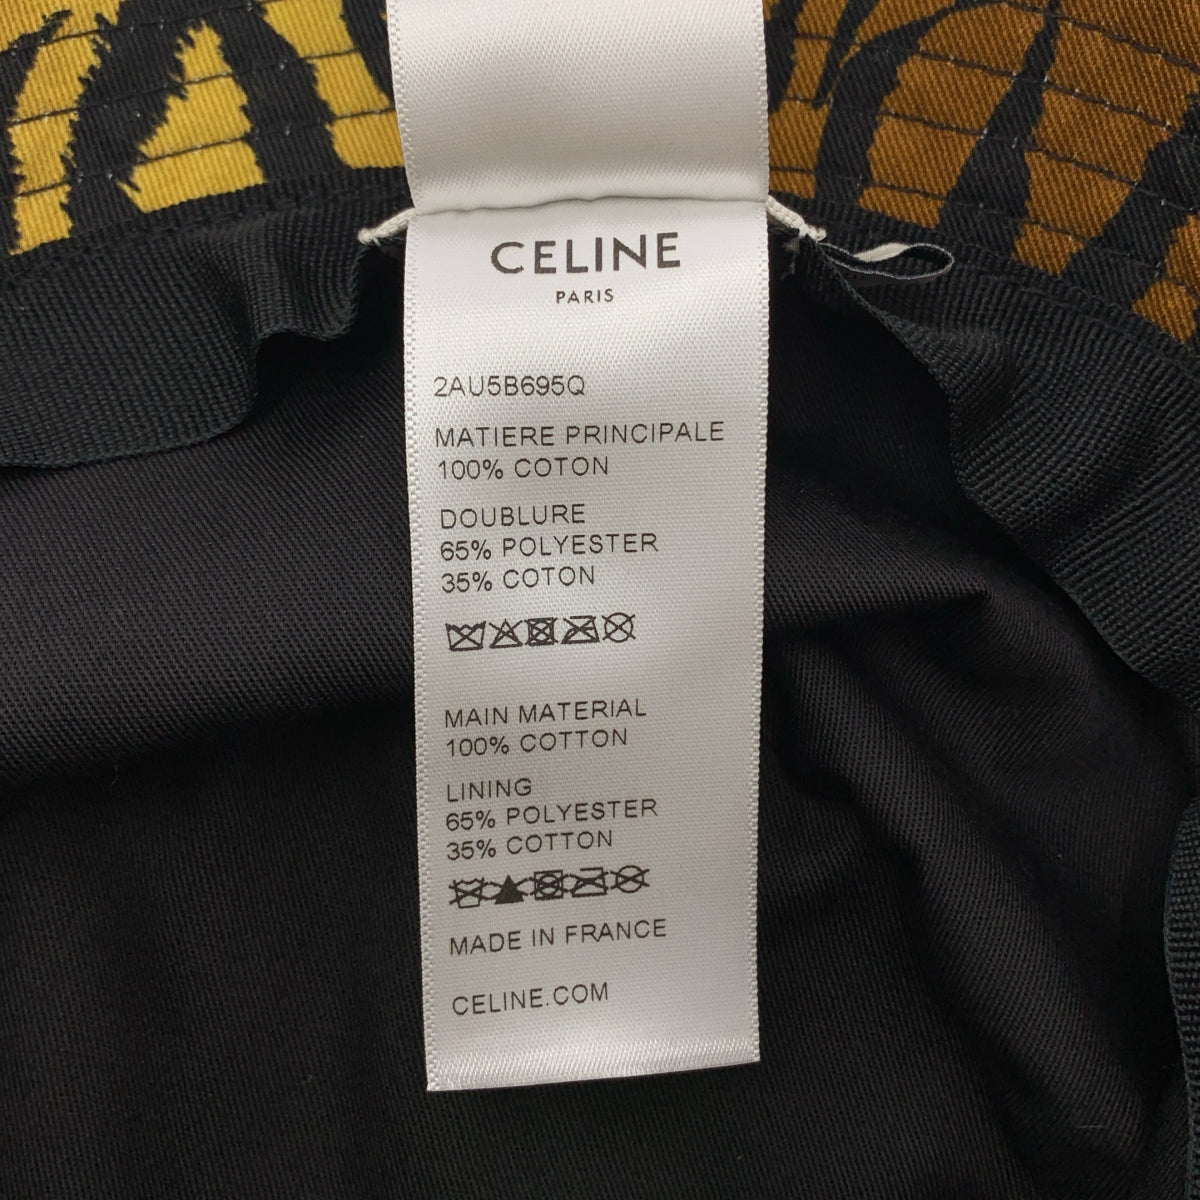 CELINE
PARIS
2AU5B695Q
MATIERE PRINCIPALE
100% COTON
DOUBLURE
65% POLYESTER
35% COTON
MAIN MATERIAL
100% COTTON
LINING
65% POLYESTER
35% COTTON
MADE IN FRANCE
CELINE.COM